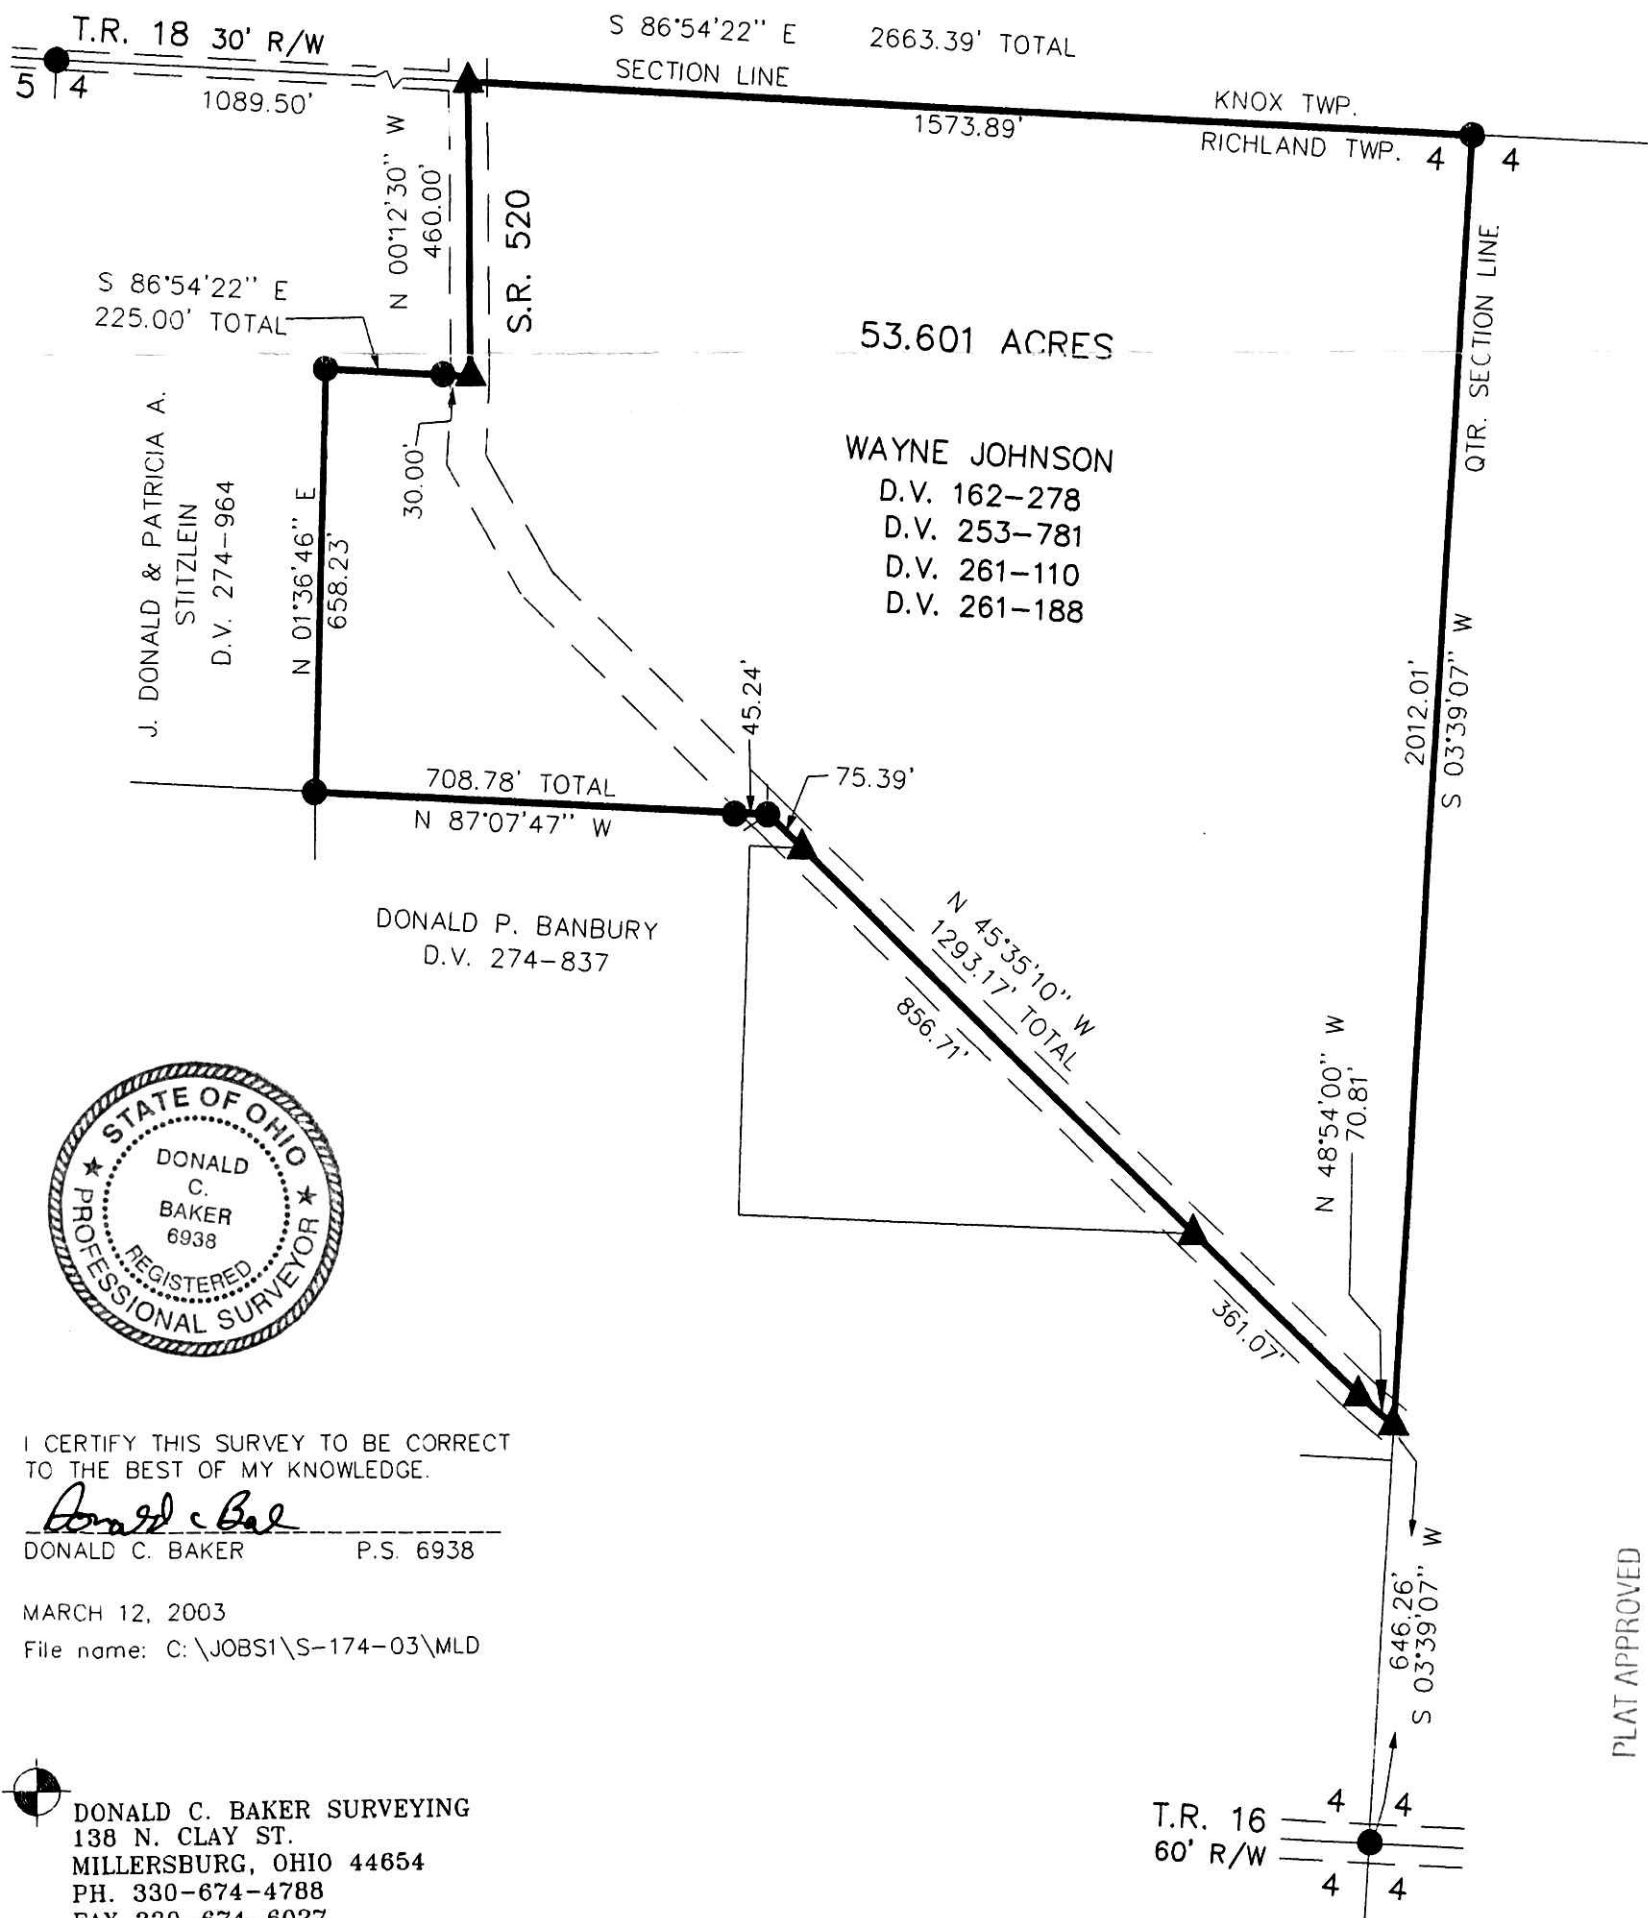 T.R. 18 30' R/W
S 86°54'22" E 2663.39' TOTAL
SECTION LINE
5 4
1089.50'
1573.89'
KNOX TWP.
RICHLAND TWP. 4 4
N 00°12'30" W
460.00'
S.R. 520
S 86°54'22" E
225.00' TOTAL
30.00'
53.601 ACRES
WAYNE JOHNSON
D.V. 162-278
D.V. 253-781
D.V. 261-110
D.V. 261-188
QTR. SECTION LINE
2012.01'
S 03°39'07" W
J. DONALD & PATRICIA A.
STITZLEIN
D.V. 274-964
N 01°36'46" E
658.23'
708.78' TOTAL
N 87°07'47" W
45.24'
75.39'
DONALD P. BANBURY
D.V. 274-837
N 45°35'10" W
1293.17' TOTAL
856.71'
361.07'
N 48°54'00" W
70.81'
STATE OF OHIO
DONALD
C.
BAKER
6938
REGISTERED
PROFESSIONAL SURVEYOR
I CERTIFY THIS SURVEY TO BE CORRECT
TO THE BEST OF MY KNOWLEDGE.
DONALD C. BAKER P.S. 6938
MARCH 12, 2003
File name: C:\JOBS1\S-174-03\MLD
646.26'
S 03°39'07" W
PLAT APPROVED
T.R. 16
60' R/W
4 4
4 4
DONALD C. BAKER SURVEYING
138 N. CLAY ST.
MILLERSBURG, OHIO 44654
PH. 330-674-4788